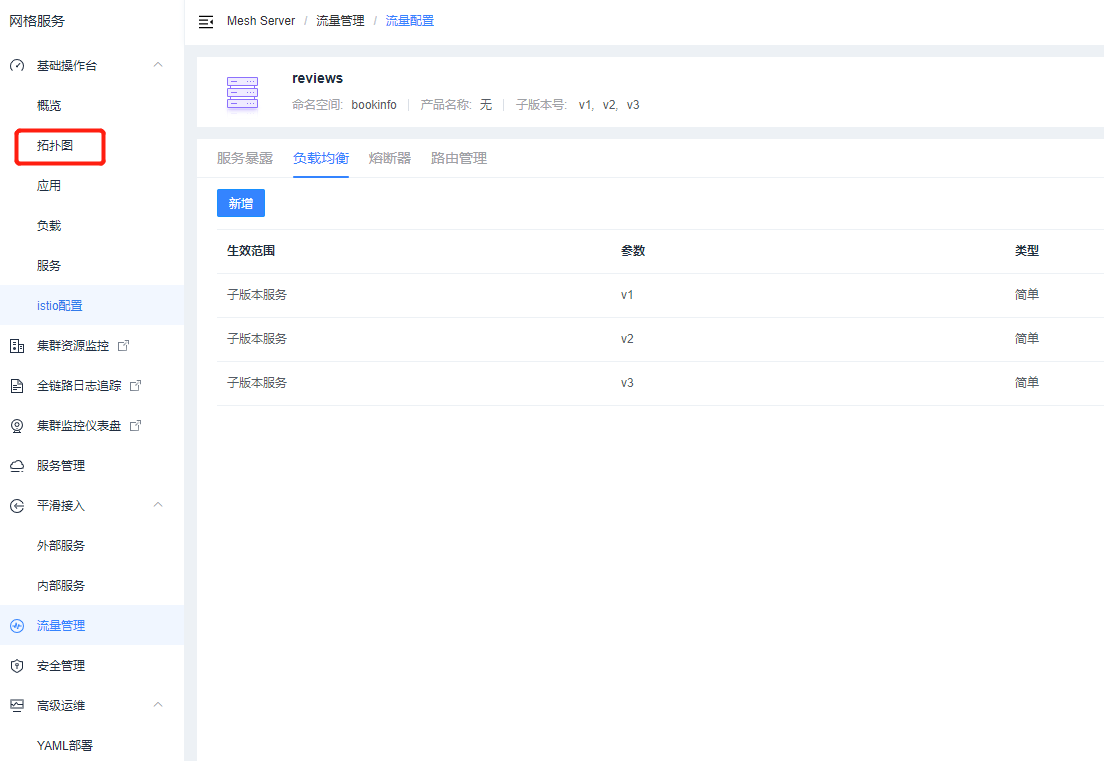 网格服务
Mesh Server / 流量管理 / 流量配置
基础操作台
概览
拓扑图
应用
负载
服务
istio配置
集群资源监控
全链路日志追踪
集群监控仪表盘
服务管理
平滑接入
外部服务
内部服务
流量管理
安全管理
高级运维
YAML部署
reviews
命名空间: bookinfo 产品名称: 无 子版本号: v1, v2, v3
服务暴露 负载均衡 熔断器 路由管理
新增
生效范围 参数 类型
子版本服务 v1 简单
子版本服务 v2 简单
子版本服务 v3 简单